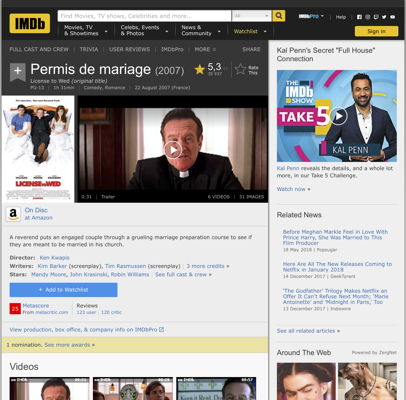 IMDb
Find Movies, TV shows, Celebrities and more...
All
IMDbPro
Help
Movies, TV & Showtimes
Celebs, Events & Photos
News & Community
Watchlist
Sign in
FULL CAST AND CREW | TRIVIA | USER REVIEWS | IMDbPro | MORE
SHARE
Permis de mariage (2007)
License to Wed (original title)
PG-13 | 1h 31min | Comedy, Romance | 22 August 2007 (France)
5,3
Rate This
LICENSE TO WED
0:31 | Trailer
6 VIDEOS | 31 IMAGES
On Disc
at Amazon
A reverend puts an engaged couple through a grueling marriage preparation course to see if
they are meant to be married in his church.
Director: Ken Kwapis
Writers: Kim Barker (screenplay), Tim Rasmussen (screenplay) | 3 more credits »
Stars: Mandy Moore, John Krasinski, Robin Williams | See full cast & crew »
+ Add to Watchlist
25
Metascore
From metacritic.com
Reviews
123 user | 120 critic
View production, box office, & company info on IMDbPro
1 nomination. See more awards »
Videos
Kal Penn's Secret "Full House"
Connection
THE IMDb SHOW
TAKE 5
KAL PENN
Kal Penn reveals the details, and a whole
lot more, in our Take 5 Challenge.
Watch now »
Related News
Before Meghan Markle Feel in Love With
Prince Harry, She Was Married to This
Film Producer
18 May 2018 | Popsugar
Here Are All The New Releases Coming to
Netflix in January 2018
14 December 2017 | GeekTyrant
'The Godfather' Trilogy Makes Netflix
an Offer It Can't Refuse Next Month; 'Marie
Antoinette' and 'Midnight in Paris,' Too
13 December 2017 | Indiewire
See all related articles »
Around The Web
Powered by ZergNet